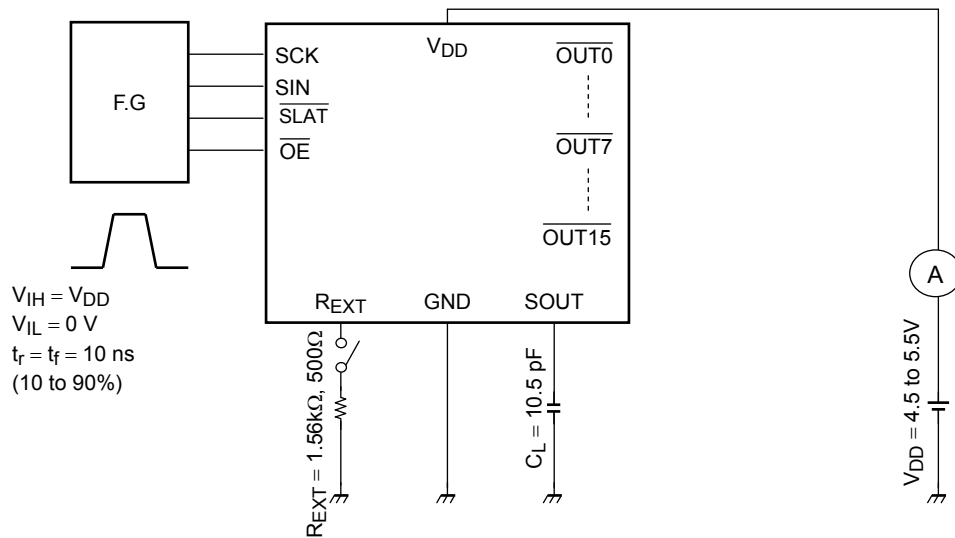 F.G
SCK
SIN
SLAT
OE
VDD
OUT0
OUT7
OUT15
A
REXT
GND
SOUT
VIH = VDD
VIL = 0 V
tr = tf = 10 ns
(10 to 90%)
REXT = 1.56kΩ, 500Ω
CL = 10.5 pF
VDD = 4.5 to 5.5V